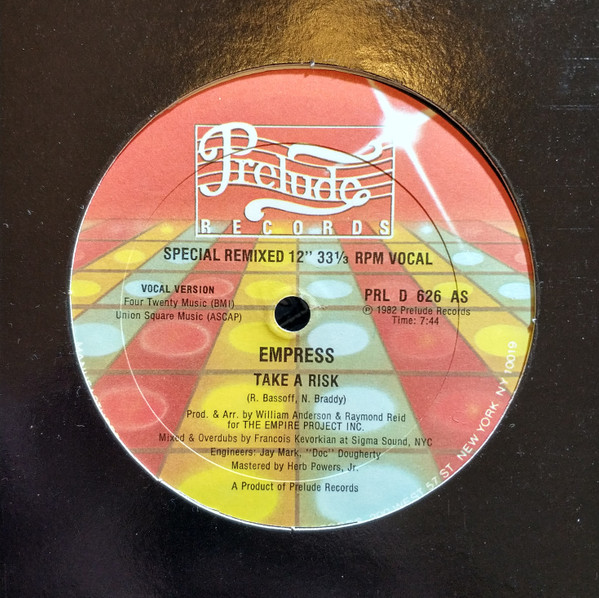 Prelude
RECORDS
SPECIAL REMIXED 12" 33⅓ RPM VOCAL
VOCAL VERSION
Four Twenty Music (BMI)
Union Square Music (ASCAP)
PRL D 626 AS
℗ 1982 Prelude Records
Time: 7:44
EMPRESS
TAKE A RISK
(R. Bassoff, N. Braddy)
Prod. & Arr. by William Anderson & Raymond Reid
for THE EMPIRE PROJECT INC.
Mixed & Overdubs by Francois Kevorkian at Sigma Sound, NYC
Engineers: Jay Mark, "Doc" Dougherty
Mastered by Herb Powers, Jr.
A Product of Prelude Records
57 ST NEW YORK NY 10019